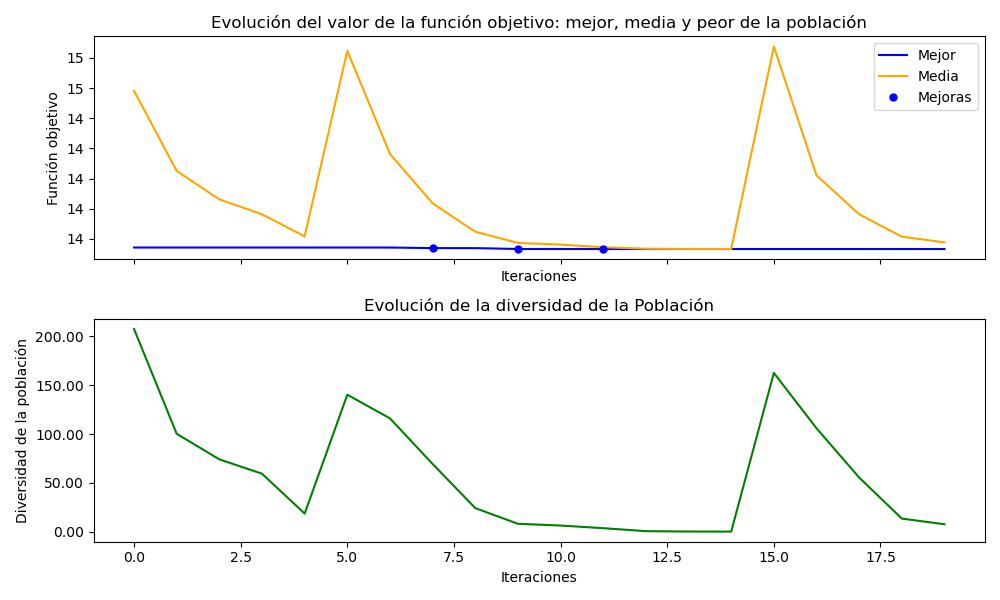 Evolución del valor de la función objetivo: mejor, media y peor de la población
Función objetivo
15
15
14
14
14
14
14
Mejor
Media
Mejoras
Iteraciones
Evolución de la diversidad de la Población
Diversidad de la población
200.00
150.00
100.00
50.00
0.00
0.0 2.5 5.0 7.5 10.0 12.5 15.0 17.5
Iteraciones